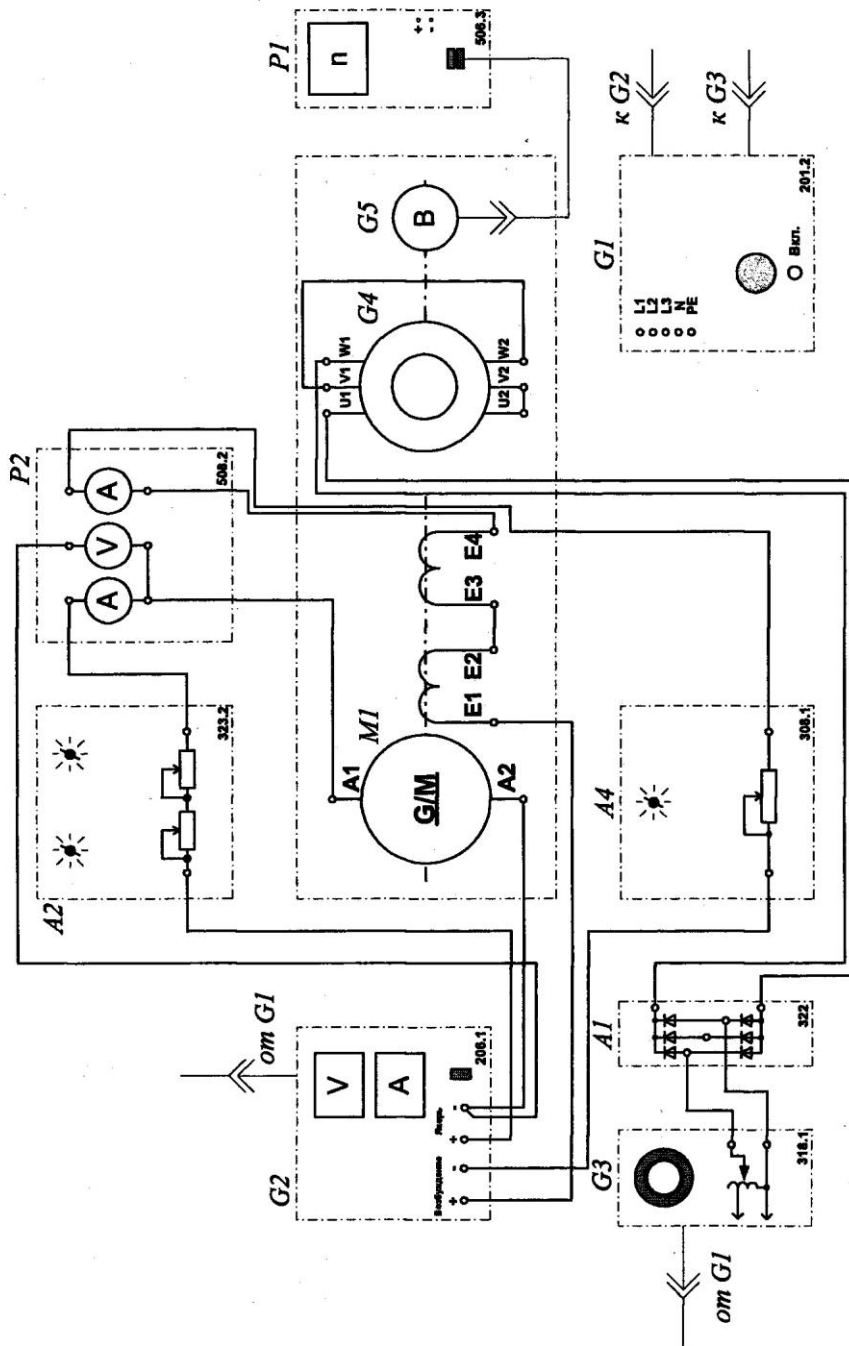 G2
от G1
V
A
206.1
Возбуждение
Якорь
+
-
+
-
A2
323.2
P2
A
V
A
508.2
P1
n
+ -
- -
506.3
M1
G/M
A1
A2
E1
E2
E3
E4
G4
U1
V1
W1
U2
V2
W2
G5
B
G3
318.1
от G1
A1
322
A4
308.1
G1
L1
L2
L3
N
PE
Вкл.
201.2
к G2
к G3